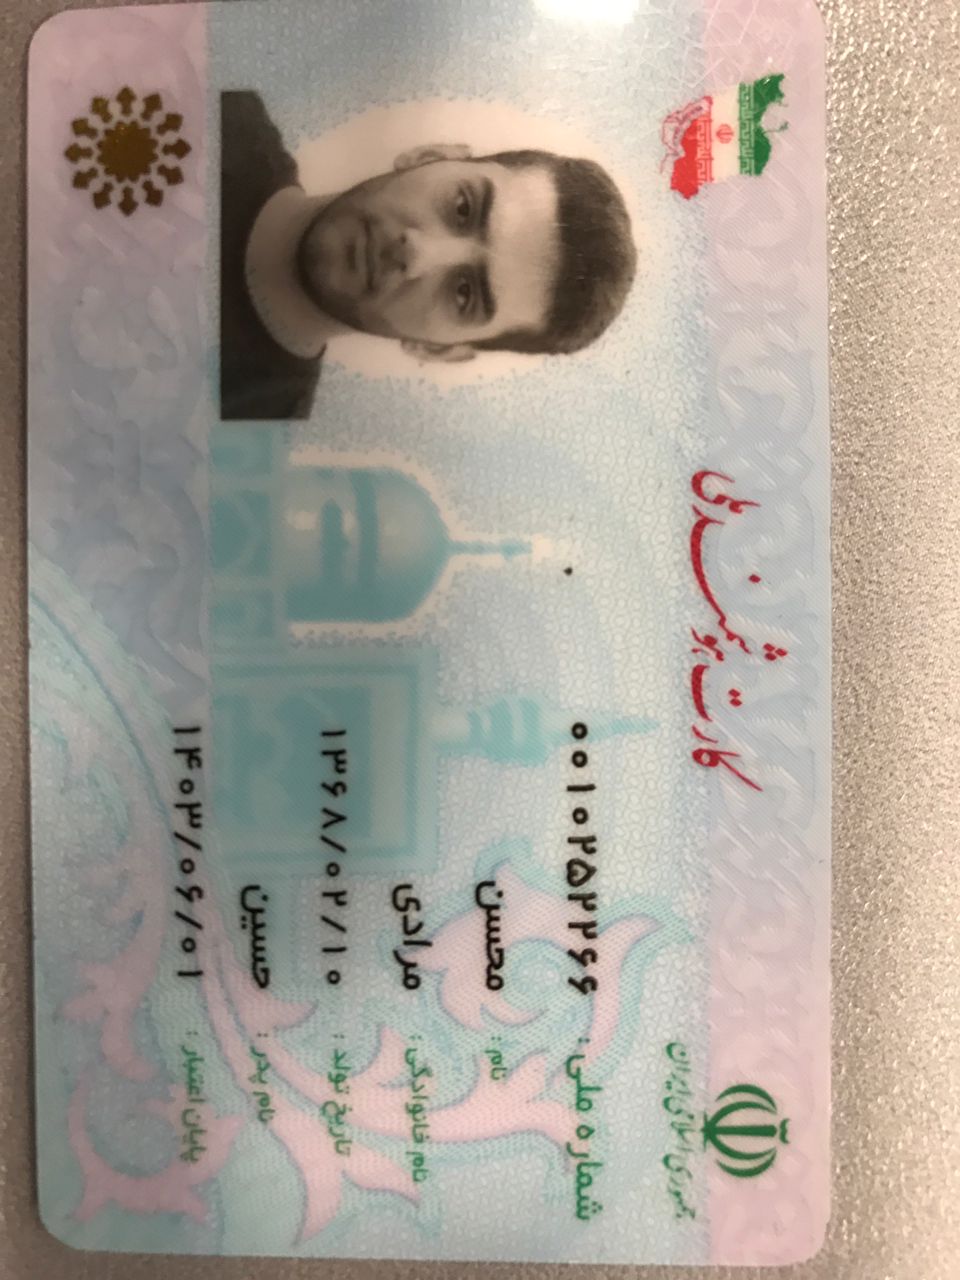 جمهوری اسلامی ایران
کارت هوشمند ملی
شماره ملی : ۰۰۱۰۲۵۲۲۶۶
نام : محسن
نام خانوادگی : مرادی
تاریخ تولد : ۱۳۶۸/۰۲/۱۰
نام پدر : حسین
پایان اعتبار : ۱۴۰۳/۰۶/۰۱